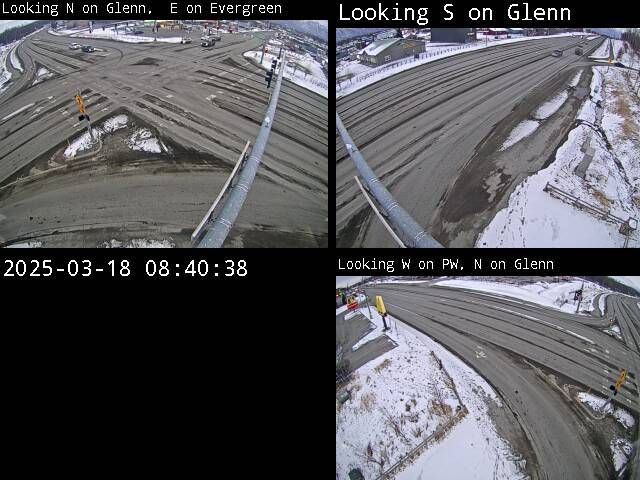 Looking N on Glenn,  E on Evergreen
Looking S on Glenn
2025-03-18 08:40:38
Looking W on PW, N on Glenn